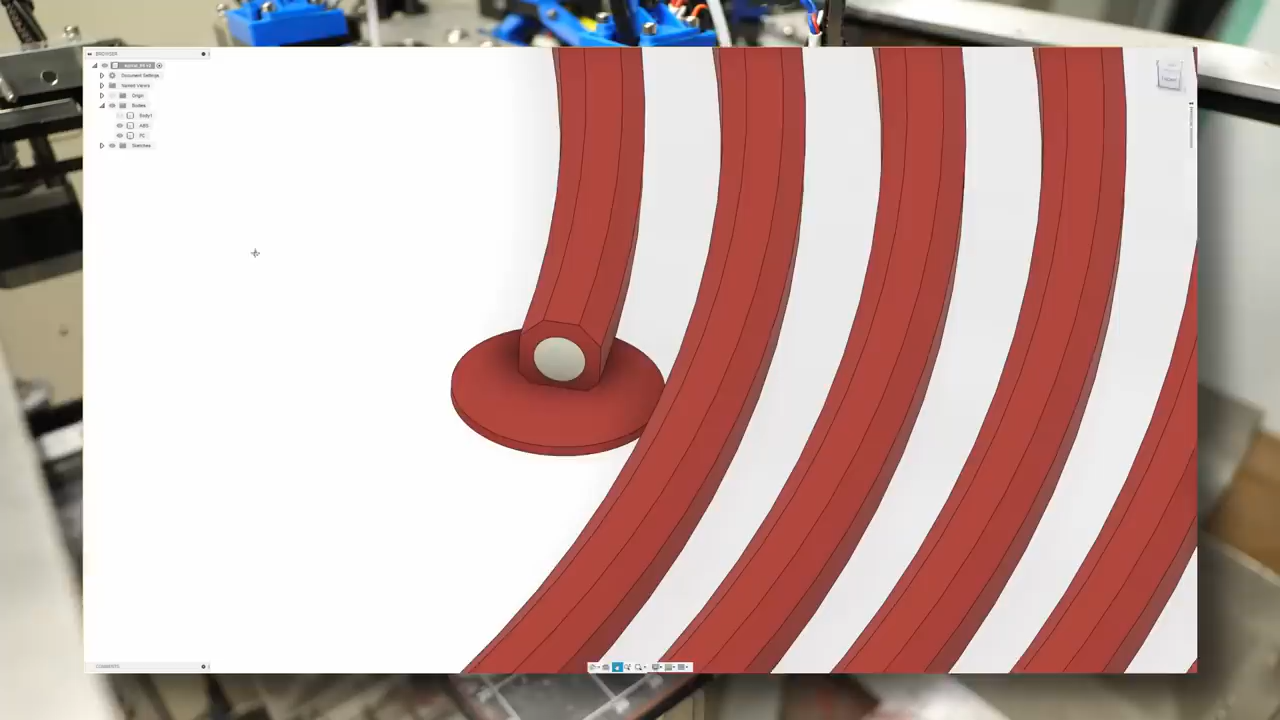 BROWSER
Document Settings
Named Views
Origin
Bodies
Body1
ABS
PC
Sketches
COMMENTS